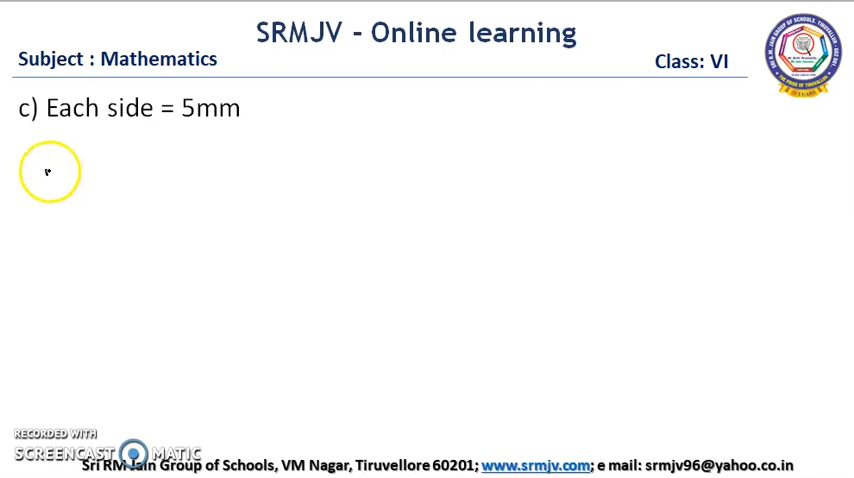 SRMJV - Online learning
Subject : Mathematics
Class: VI
c) Each side = 5mm
RECORDED WITH
SCREENCAST MATIC
Sri RM Jain Group of Schools, VM Nagar, Tiruvellore 60201; www.srmjv.com; e mail: srmjv96@yahoo.co.in